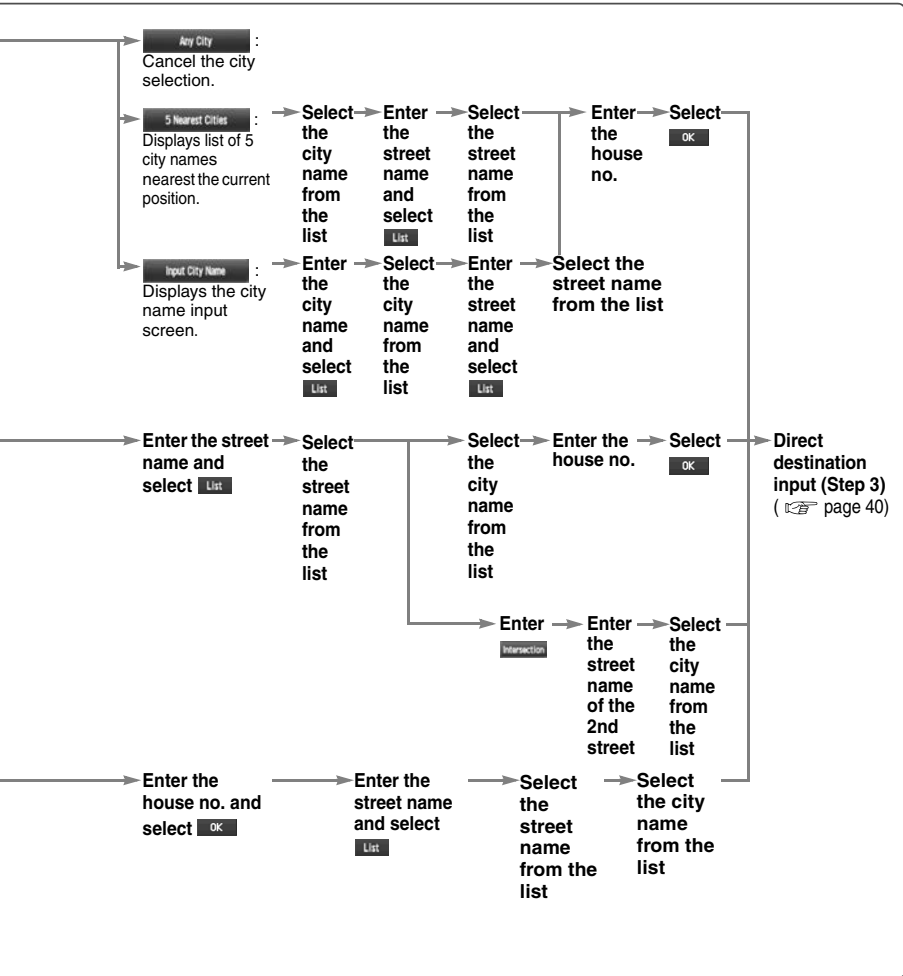 Any City :
Cancel the city
selection.
5 Nearest Cities :
Displays list of 5
city names
nearest the current
position.
Select
the
city
name
from
the
list
Enter
the
street
name
and
select
List
Select
the
street
name
from
the
list
Enter
the
house
no.
Select
OK
Input City Name :
Displays the city
name input
screen.
Enter
the
city
name
and
select
List
Select
the
city
name
from
the
list
Enter
the
street
name
and
select
List
Select the
street name
from the list
Enter the street
name and
select List
Select
the
street
name
from
the
list
Select
the
city
name
from
the
list
Enter the
house no.
Select
OK
Direct
destination
input (Step 3)
( page 40)
Enter
Intersection
Enter
the
street
name
of the
2nd
street
Select
the
city
name
from
the
list
Enter the
house no. and
select OK
Enter the
street name
and select
List
Select
the
street
name
from the
list
Select
the city
name
from the
list